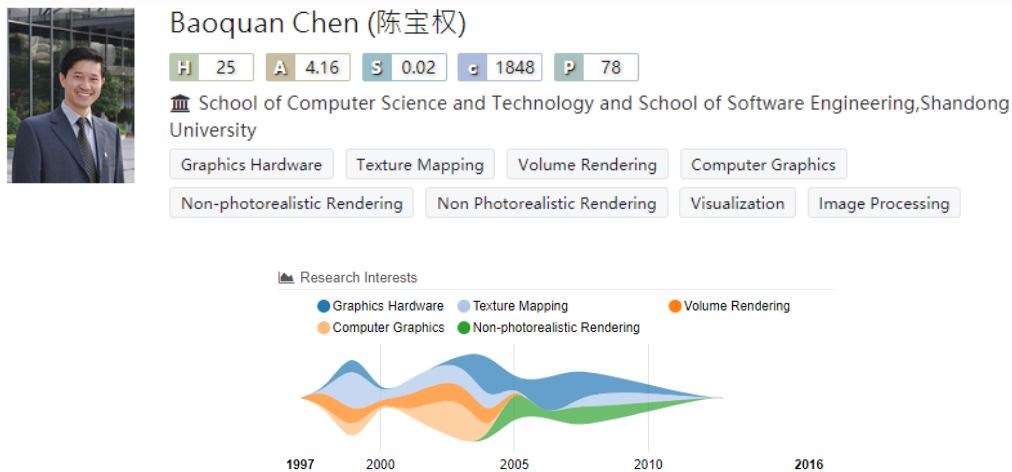 Baoquan Chen (陈宝权)
H 25 A 4.16 S 0.02 c 1848 P 78
School of Computer Science and Technology and School of Software Engineering,Shandong
University
Graphics Hardware Texture Mapping Volume Rendering Computer Graphics
Non-photorealistic Rendering Non Photorealistic Rendering Visualization Image Processing
Research Interests
Graphics Hardware Texture Mapping Volume Rendering
Computer Graphics Non-photorealistic Rendering
1997 2000 2005 2010 2016